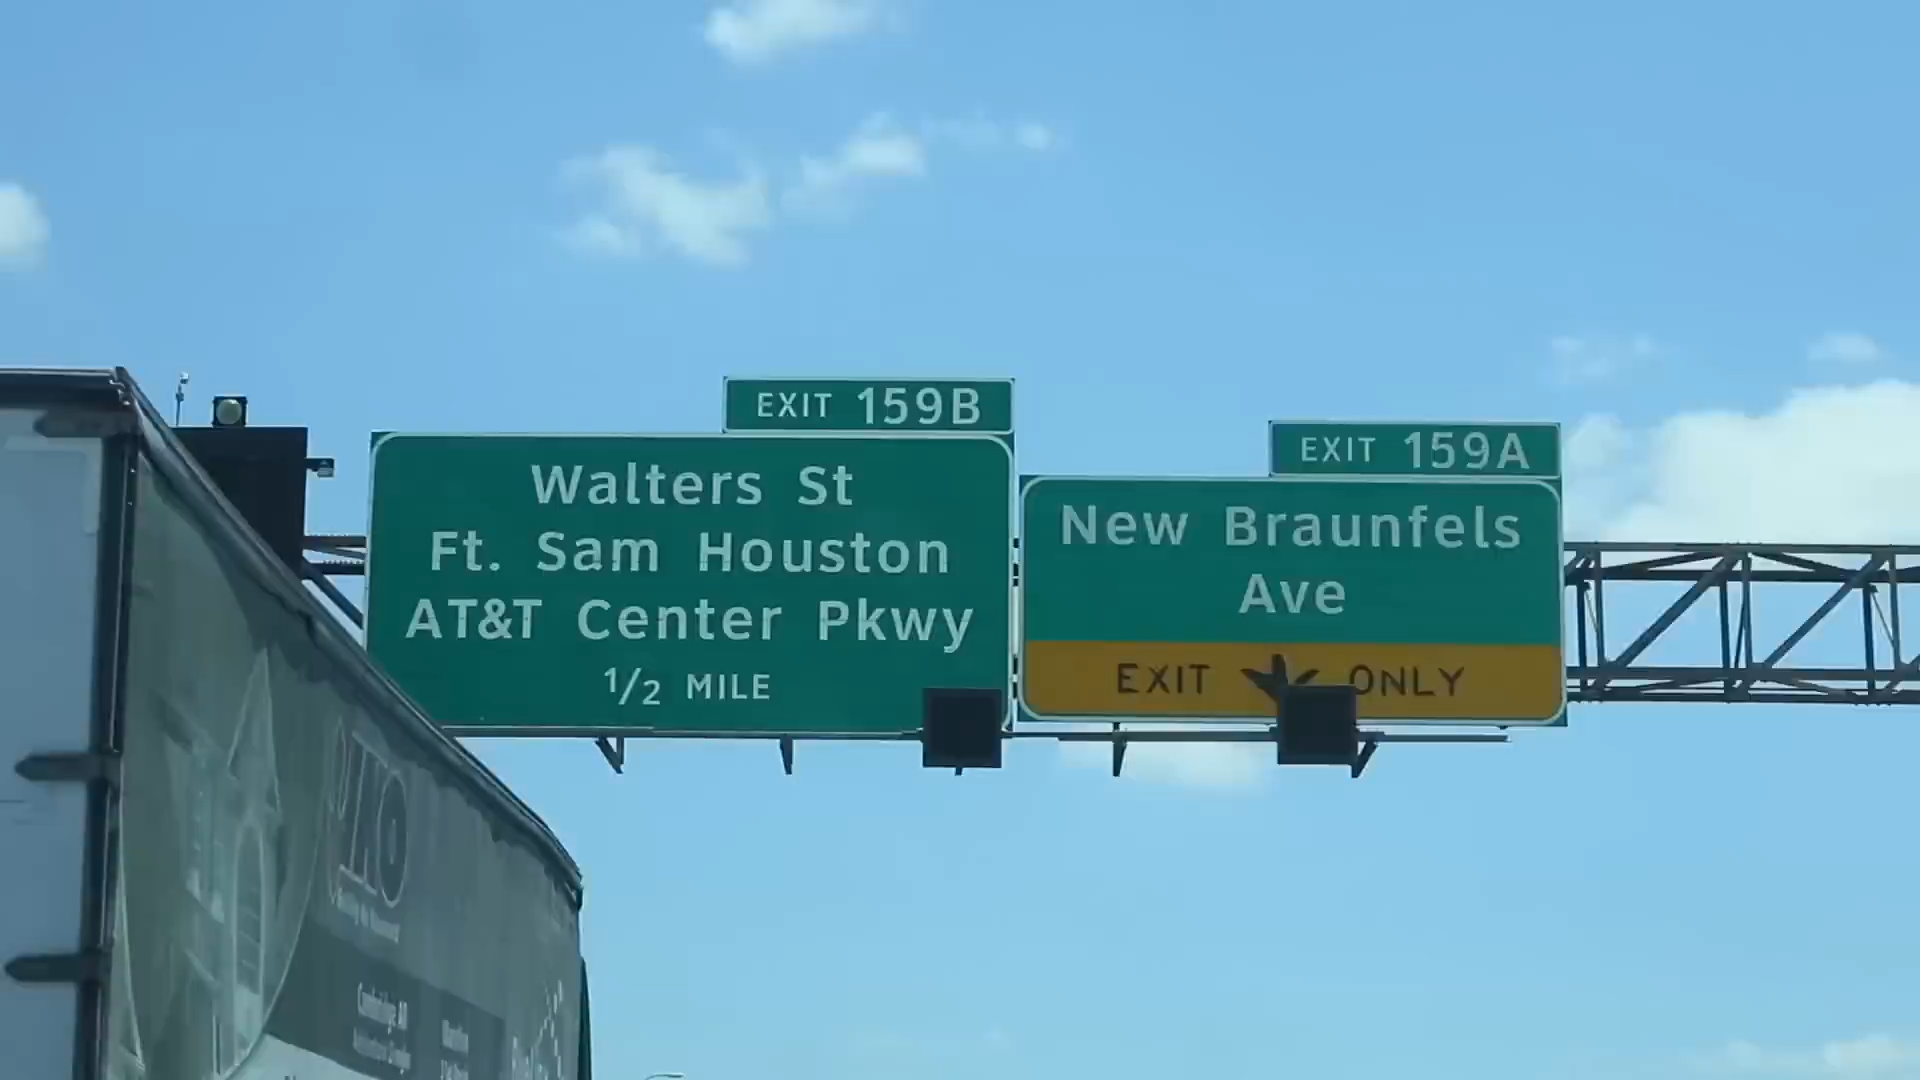 EXIT 159B
Walters St
Ft. Sam Houston
AT&T Center Pkwy
1/2 MILE
EXIT 159A
New Braunfels
Ave
EXIT ONLY